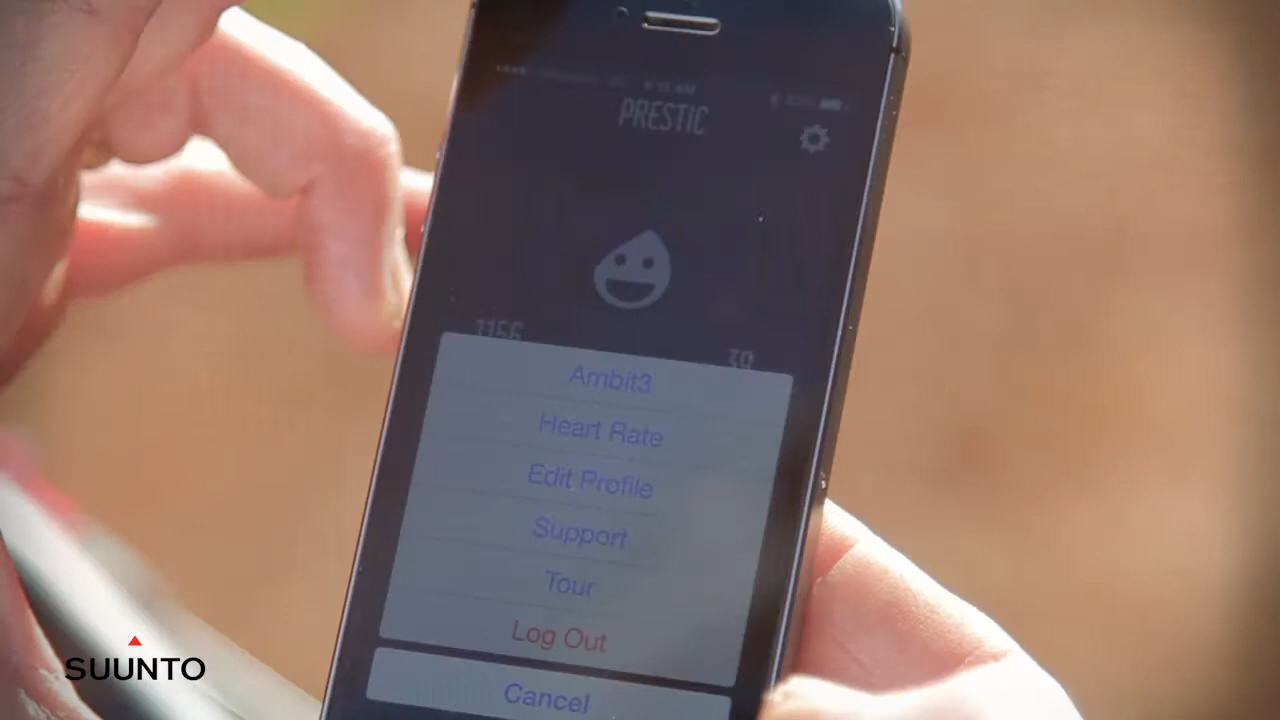 PRESTIC
1156
30
Ambit3
Heart Rate
Edit Profile
Support
Tour
Log Out
Cancel
SUUNTO